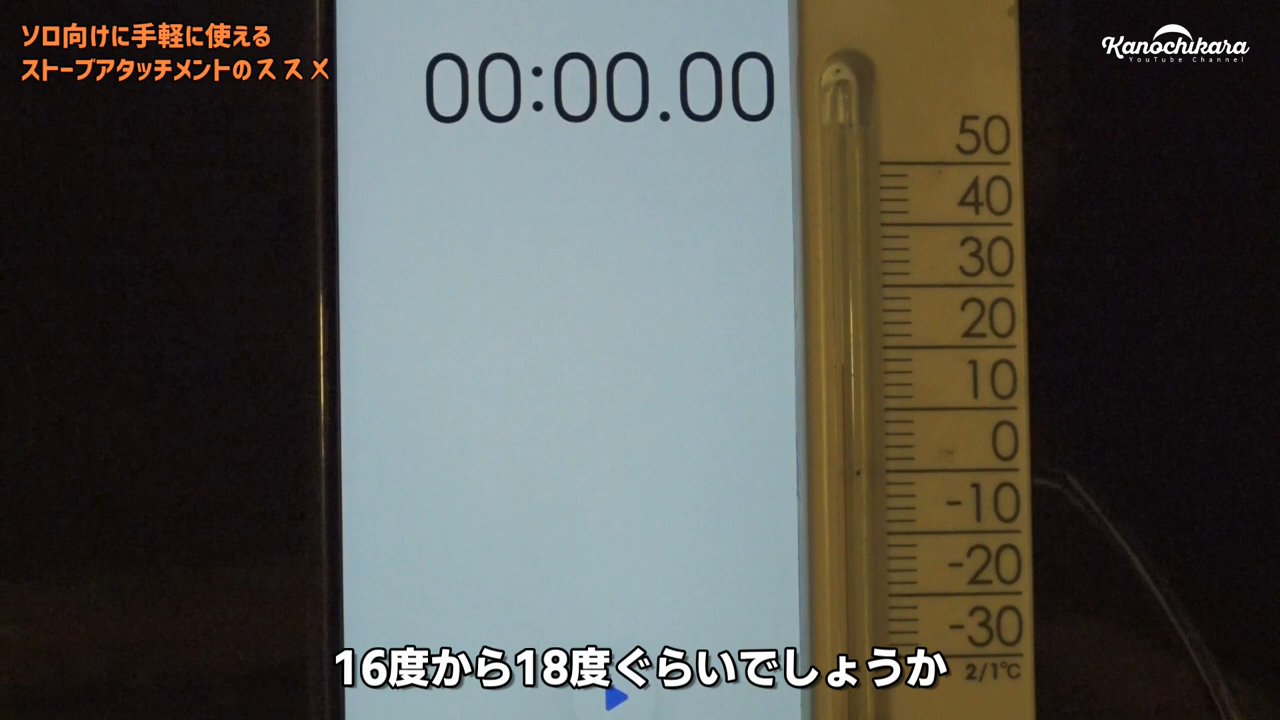 ソロ向けに手軽に使える
ストーブアタッチメントのススメ
Kanochikara
YouTube Channel
00:00.00
50
40
30
20
10
0
-10
-20
-30
2/1℃
16度から18度ぐらいでしょうか